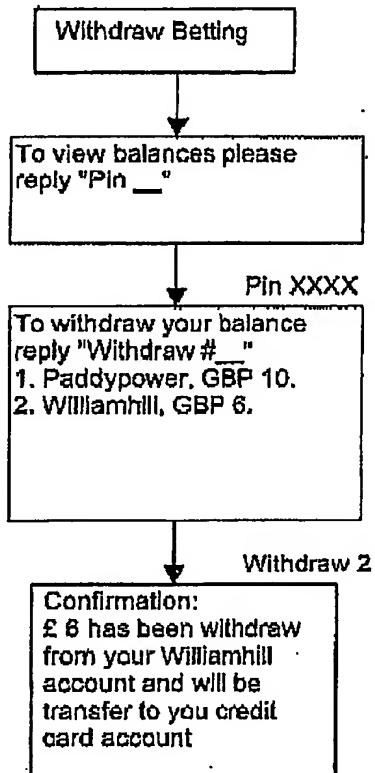 Withdraw Betting
To view balances please
reply "Pin __"
Pin XXXX
To withdraw your balance
reply "Withdraw #__"
1. Paddypower, GBP 10.
2. Williamhill, GBP 6.
Withdraw 2
Confirmation:
£ 6 has been withdraw
from your Williamhill
account and will be
transfer to you credit
card account